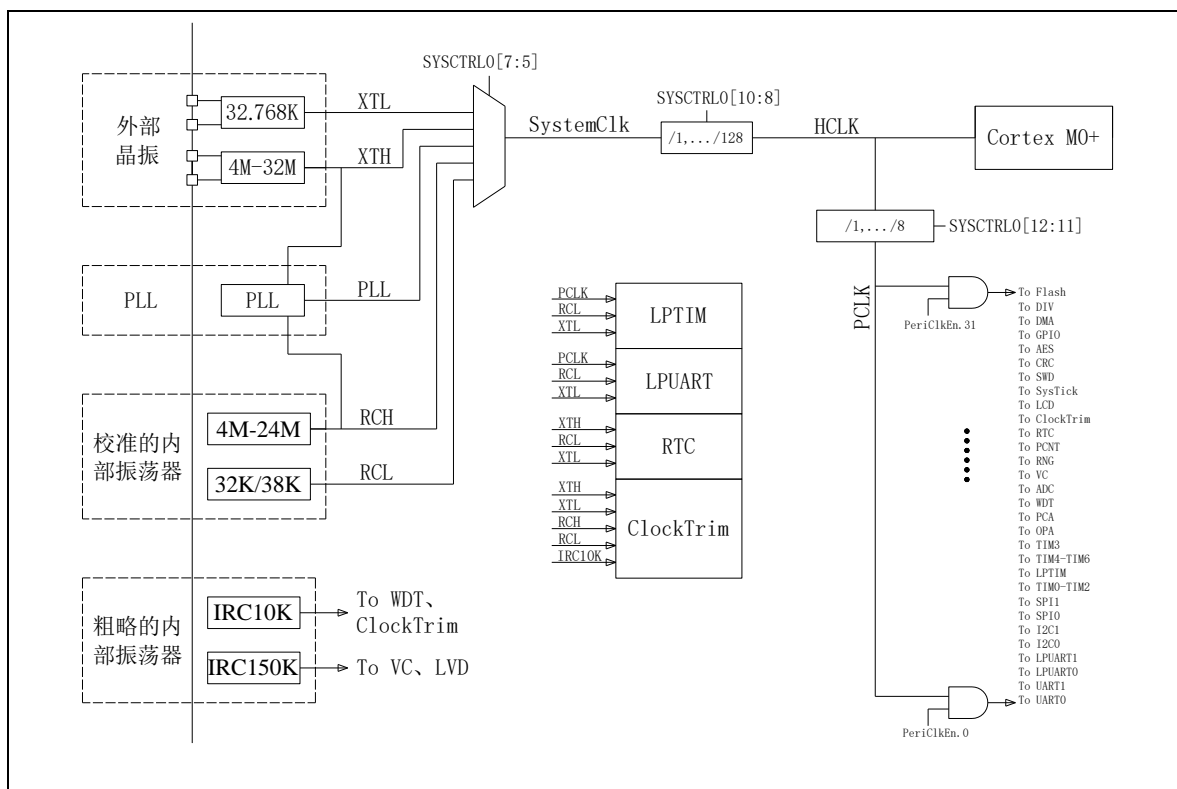 SYSCTRL0[7:5]
外部
晶振
32.768K
XTL
4M-32M
XTH
SystemClk
SYSCTRL0[10:8]
/1,.../128
HCLK
Cortex M0+
/1,.../8
SYSCTRL0[12:11]
PCLK
PLL
PLL
PLL
校准的内
部振荡器
4M-24M
RCH
32K/38K
RCL
粗略的内
部振荡器
IRC10K
To WDT、
ClockTrim
IRC150K
To VC、LVD
PCLK
RCL
XTL
LPTIM
PCLK
RCL
XTL
LPUART
XTH
RCL
XTL
RTC
XTH
XTL
RCH
RCL
IRC10K
ClockTrim
PeriClkEn.31
To Flash
To DIV
To DMA
To GPIO
To AES
To CRC
To SWD
To SysTick
To LCD
To ClockTrim
To RTC
To PCNT
To RNG
To VC
To ADC
To WDT
To PCA
To OPA
To TIM3
To TIM4-TIM6
To LPTIM
To TIM0-TIM2
To SPI1
To SPI0
To I2C1
To I2C0
To LPUART1
To LPUART0
To UART1
To UART0
PeriClkEn.0